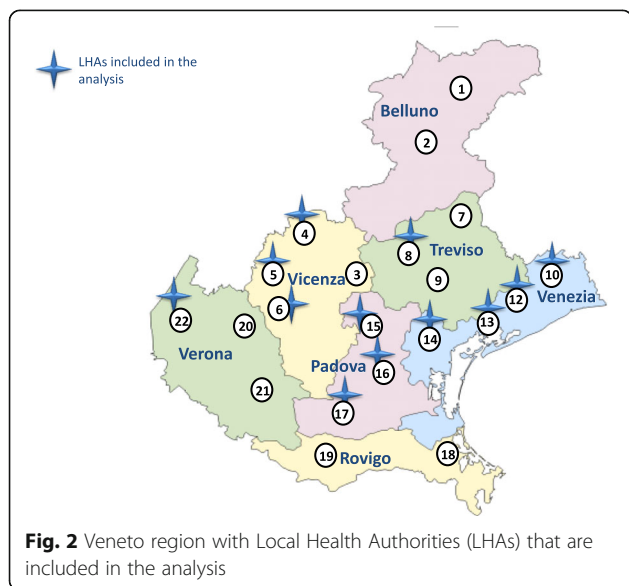 LHAs included in the
analysis
1
Belluno
2
7
4
8
Treviso
5
Vicenza
3
9
10
6
12
Venezia
22
20
15
13
14
Verona
Padova
16
21
17
19
Rovigo
18
Fig. 2 Veneto region with Local Health Authorities (LHAs) that are
included in the analysis